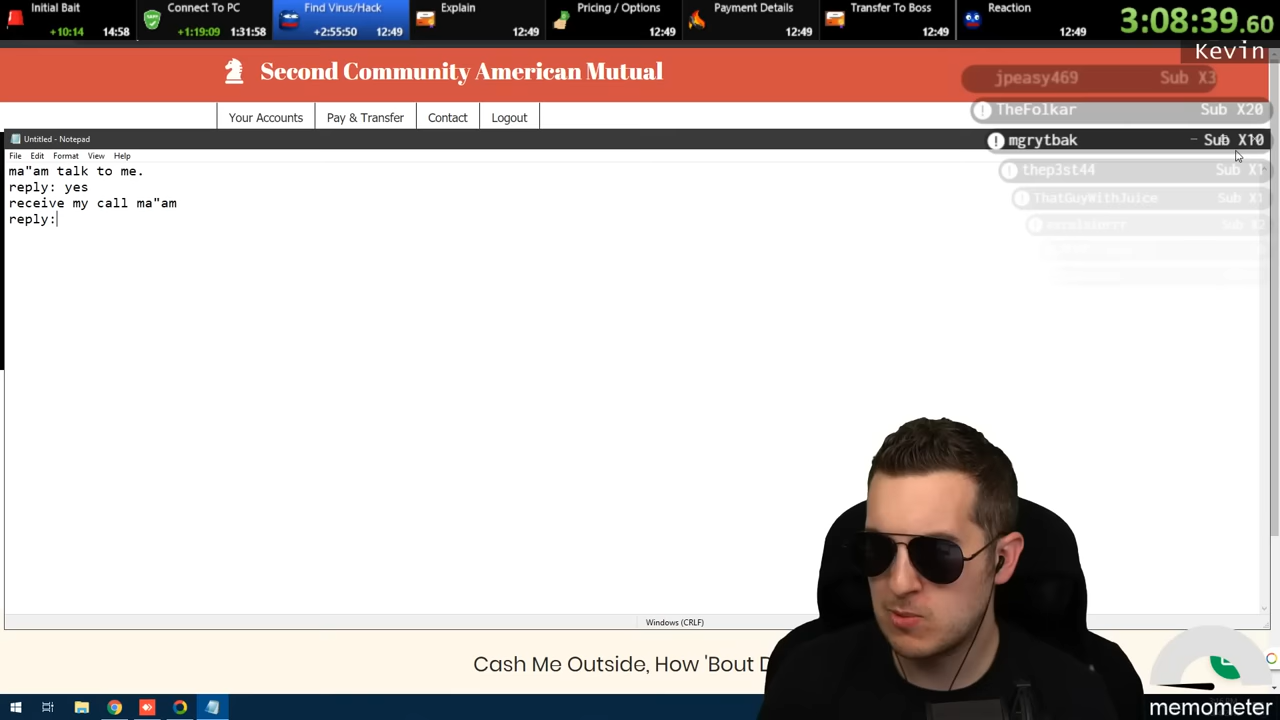 Initial Bait
+10:14 14:58
Connect To PC
+1:19:09 1:31:58
Find Virus/Hack
+2:55:50 12:49
Explain
12:49
Pricing / Options
12:49
Payment Details
12:49
Transfer To Boss
12:49
Reaction
12:49
3:08:39.60
Kevin
Second Community American Mutual
jpeasy469 Sub X3
TheFolkar Sub X20
mgrytbak - Sub X10
thep3st44 Sub X1
ThatGuyWithJuice Sub X1
Your Accounts Pay & Transfer Contact Logout
Untitled - Notepad
File Edit Format View Help
ma"am talk to me.
reply: yes
receive my call ma"am
reply:
Windows (CRLF)
Cash Me Outside, How 'Bout
memometer